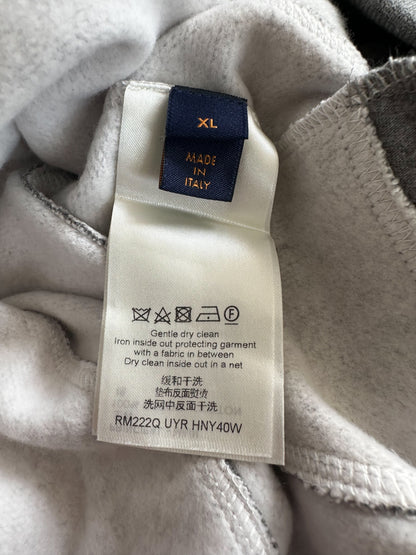 XL
MADE
IN
ITALY
Gentle dry clean
Iron inside out protecting garment
with a fabric in between
Dry clean inside out in a net
缓和干洗
垫布反面熨烫
洗网中反面干洗
RM222Q UYR HNY40W